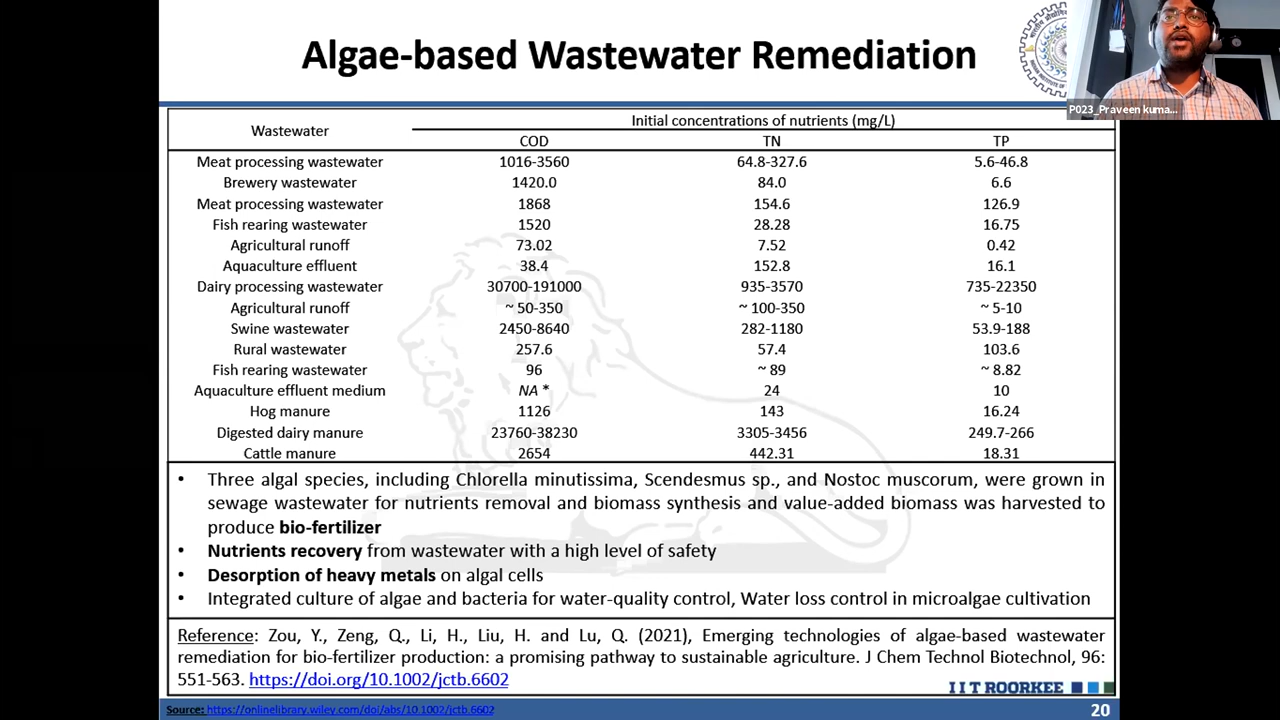 Algae-based Wastewater Remediation
P023_Praveen kuma...
Wastewater Initial concentrations of nutrients (mg/L)
COD TN TP
Meat processing wastewater 1016-3560 64.8-327.6 5.6-46.8
Brewery wastewater 1420.0 84.0 6.6
Meat processing wastewater 1868 154.6 126.9
Fish rearing wastewater 1520 28.28 16.75
Agricultural runoff 73.02 7.52 0.42
Aquaculture effluent 38.4 152.8 16.1
Dairy processing wastewater 30700-191000 935-3570 735-22350
Agricultural runoff ~ 50-350 ~ 100-350 ~ 5-10
Swine wastewater 2450-8640 282-1180 53.9-188
Rural wastewater 257.6 57.4 103.6
Fish rearing wastewater 96 ~ 89 ~ 8.82
Aquaculture effluent medium NA * 24 10
Hog manure 1126 143 16.24
Digested dairy manure 23760-38230 3305-3456 249.7-266
Cattle manure 2654 442.31 18.31
• Three algal species, including Chlorella minutissima, Scendesmus sp., and Nostoc muscorum, were grown in
sewage wastewater for nutrients removal and biomass synthesis and value-added biomass was harvested to
produce bio-fertilizer
• Nutrients recovery from wastewater with a high level of safety
• Desorption of heavy metals on algal cells
• Integrated culture of algae and bacteria for water-quality control, Water loss control in microalgae cultivation
Reference: Zou, Y., Zeng, Q., Li, H., Liu, H. and Lu, Q. (2021), Emerging technologies of algae-based wastewater
remediation for bio-fertilizer production: a promising pathway to sustainable agriculture. J Chem Technol Biotechnol, 96:
551-563. https://doi.org/10.1002/jctb.6602
IIT ROORKEE
Source: https://onlinelibrary.wiley.com/doi/abs/10.1002/jctb.6602
20